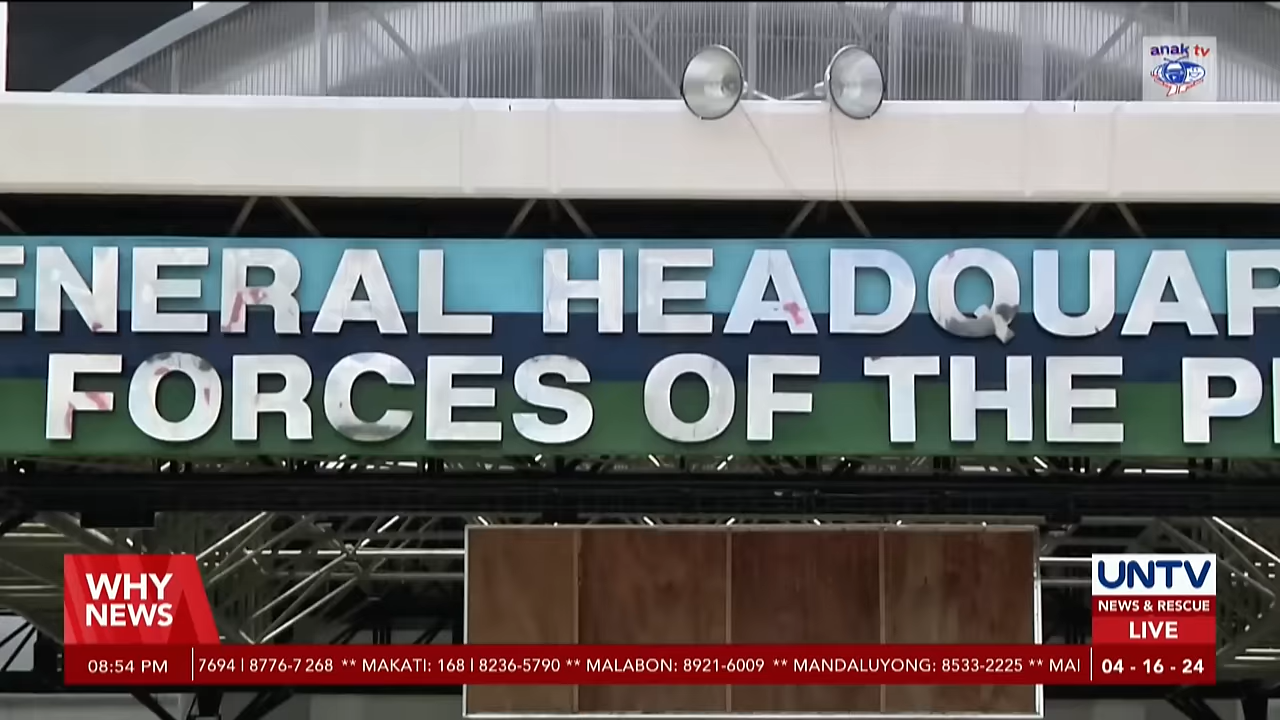 anak tv
ENERAL HEADQUAR
FORCES OF THE P
WHY
NEWS
UNTV
NEWS & RESCUE
LIVE
08:54 PM
7694 | 8776-7 268 ** MAKATI: 168 | 8236-5790 ** MALABON: 8921-6009 ** MANDALUYONG: 8533-2225 ** MAI
04 - 16 - 24